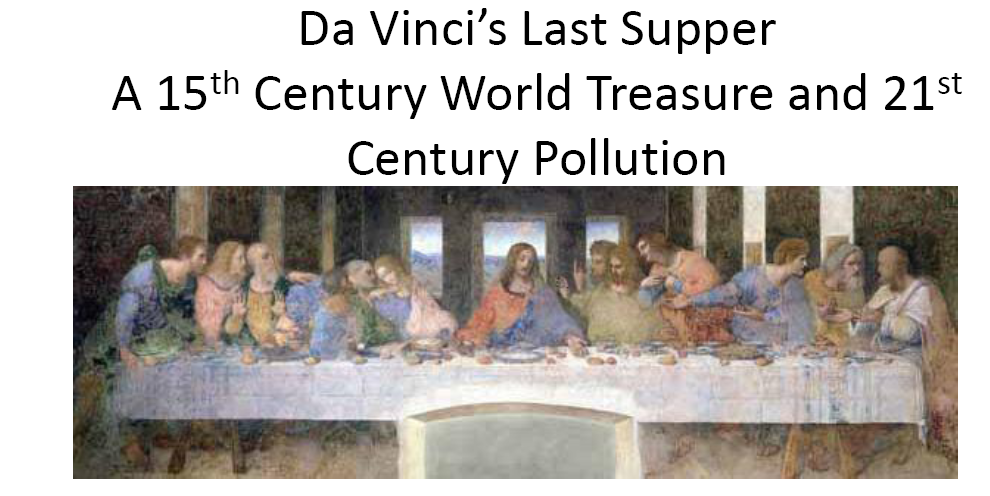 Da Vinci’s Last Supper
A 15th Century World Treasure and 21st
Century Pollution